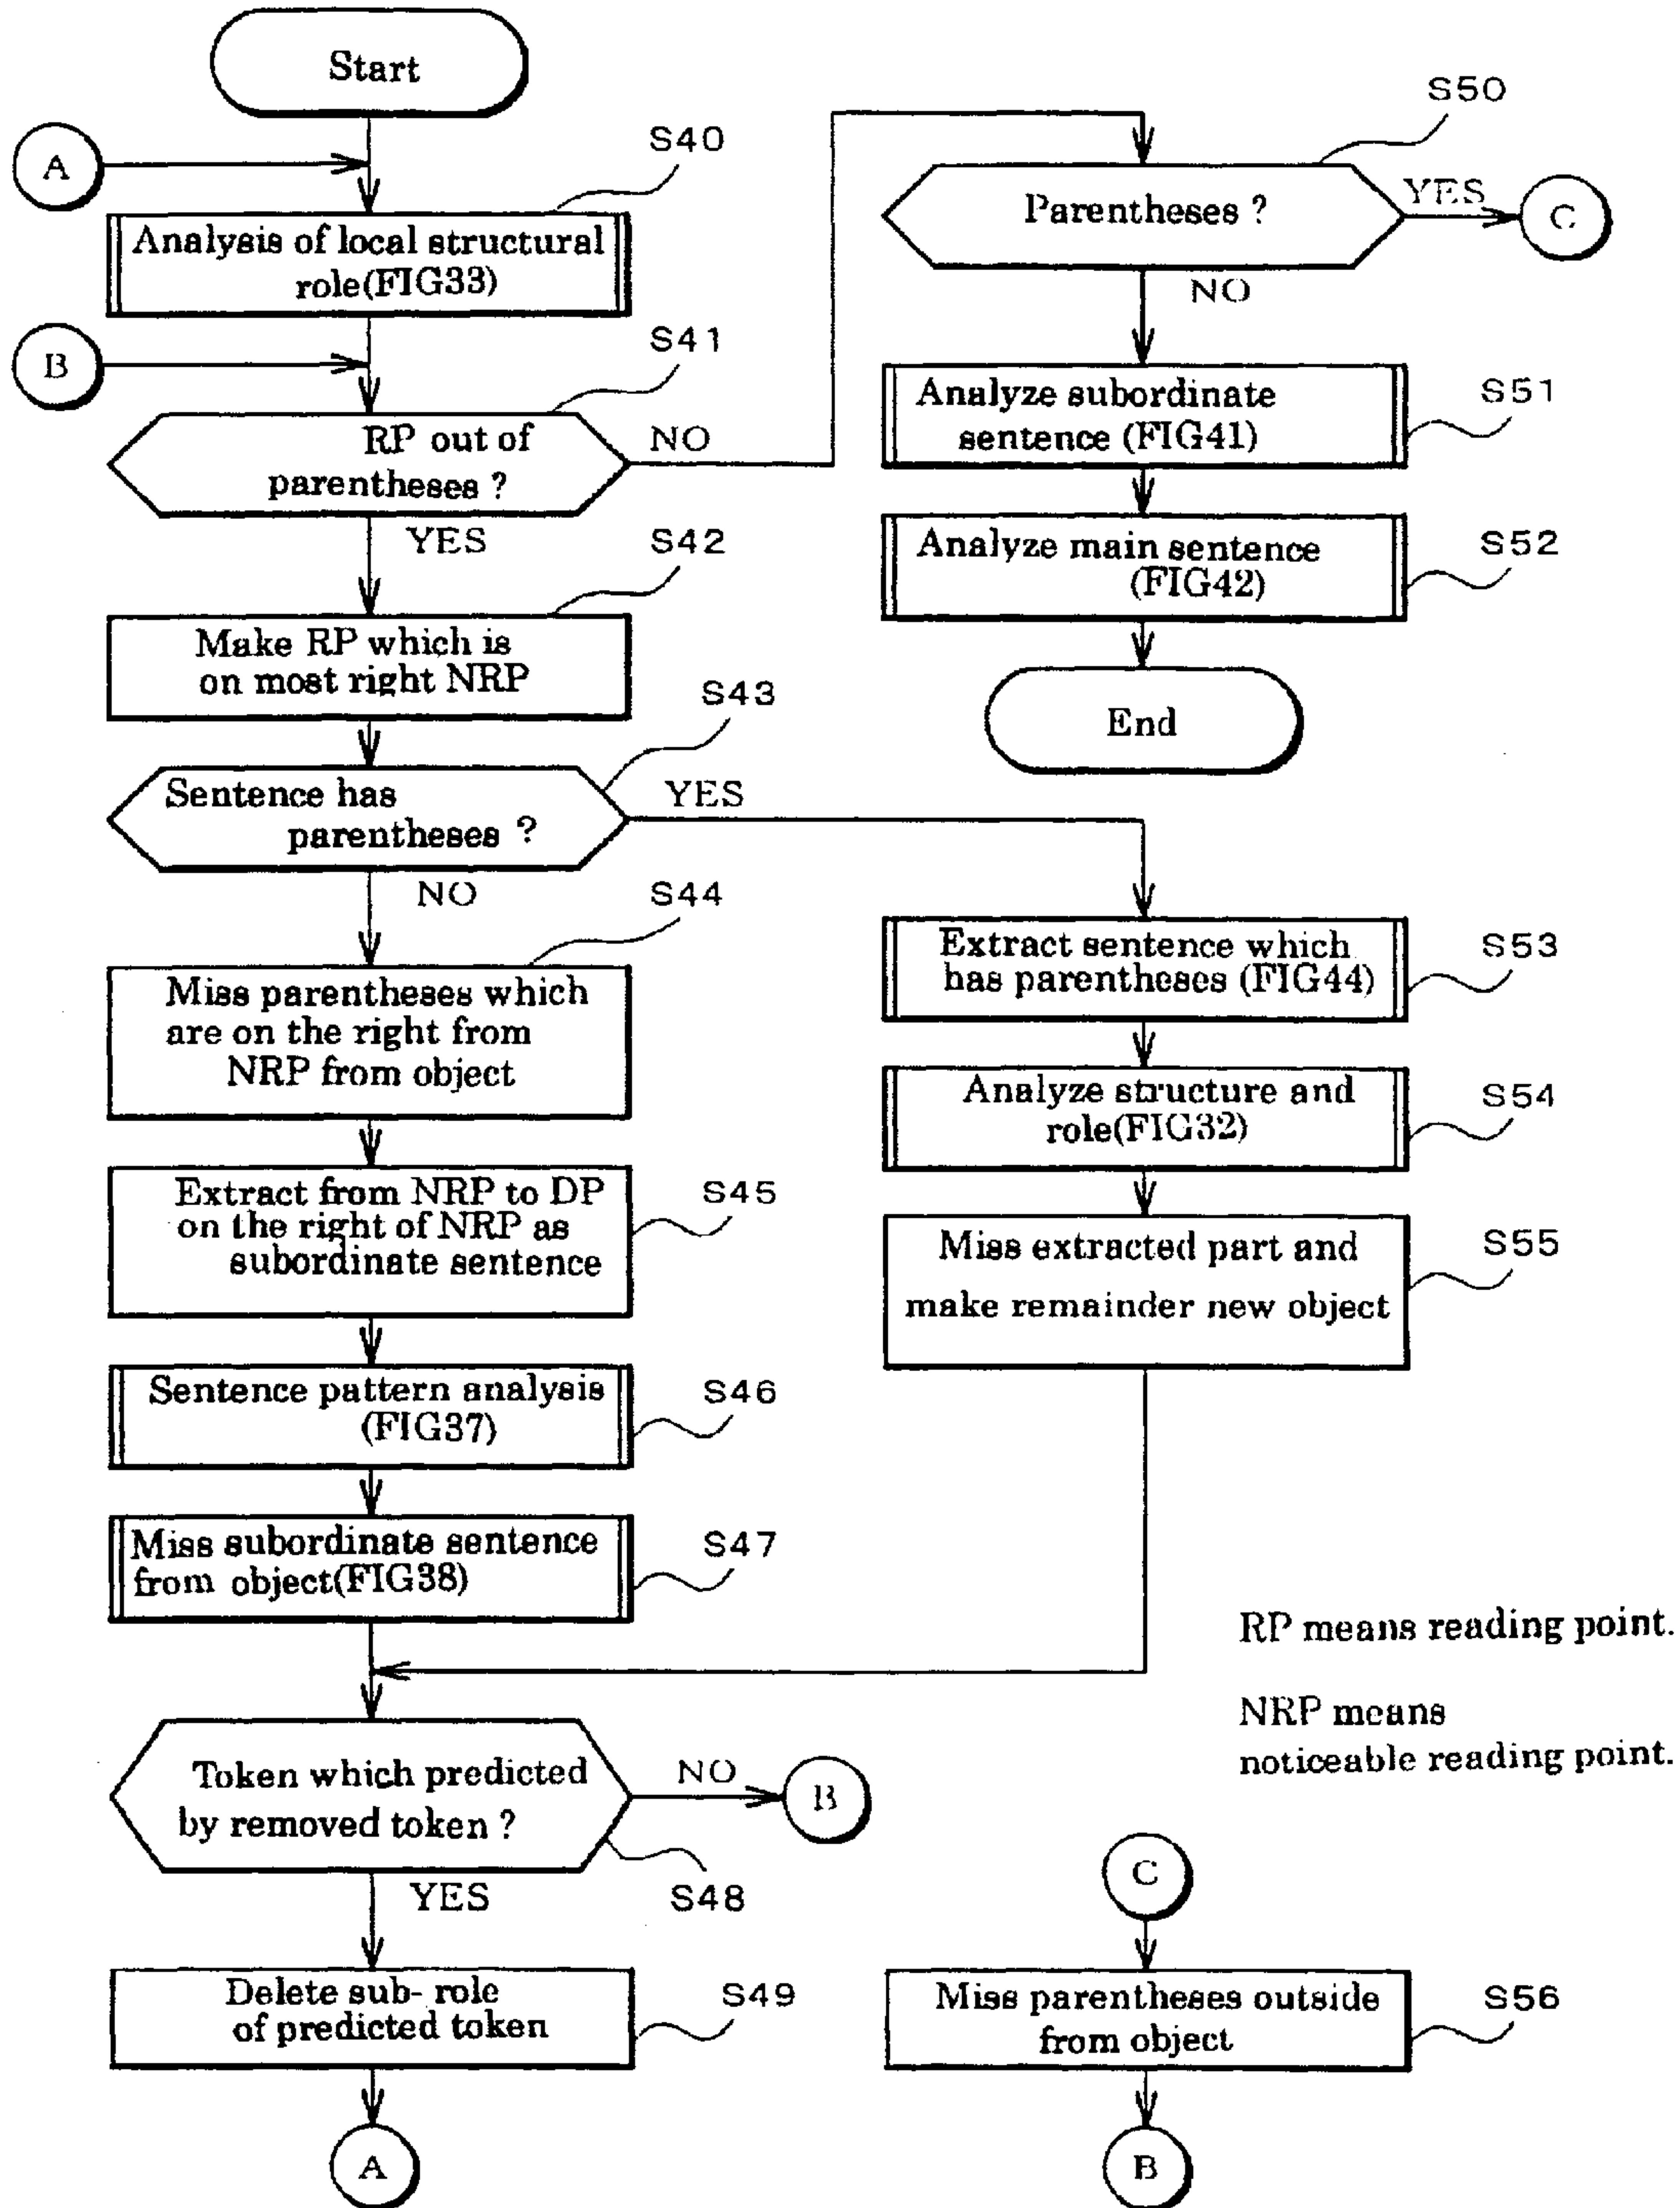 Start
A
S40
Analysis of local structural
role(FIG33)
B
S41
RP out of
parentheses ?
NO
YES
S42
Make RP which is
on most right NRP
S43
Sentence has
parentheses ?
YES
NO
S44
Miss parentheses which
are on the right from
NRP from object
Extract from NRP to DP
on the right of NRP as
subordinate sentence
S45
Sentence pattern analysis
(FIG37)
S46
Miss subordinate sentence
from object(FIG38)
S47
Token which predicted
by removed token ?
NO
B
YES
S48
Delete sub- role
of predicted token
S49
A
S50
Parentheses ?
YES
C
NO
Analyze subordinate
sentence (FIG41)
S51
Analyze main sentence
(FIG42)
S52
End
Extract sentence which
has parentheses (FIG44)
S53
Analyze structure and
role(FIG32)
S54
Miss extracted part and
make remainder new object
S55
RP means reading point.
NRP means
noticeable reading point.
C
Miss parentheses outside
from object
S56
B